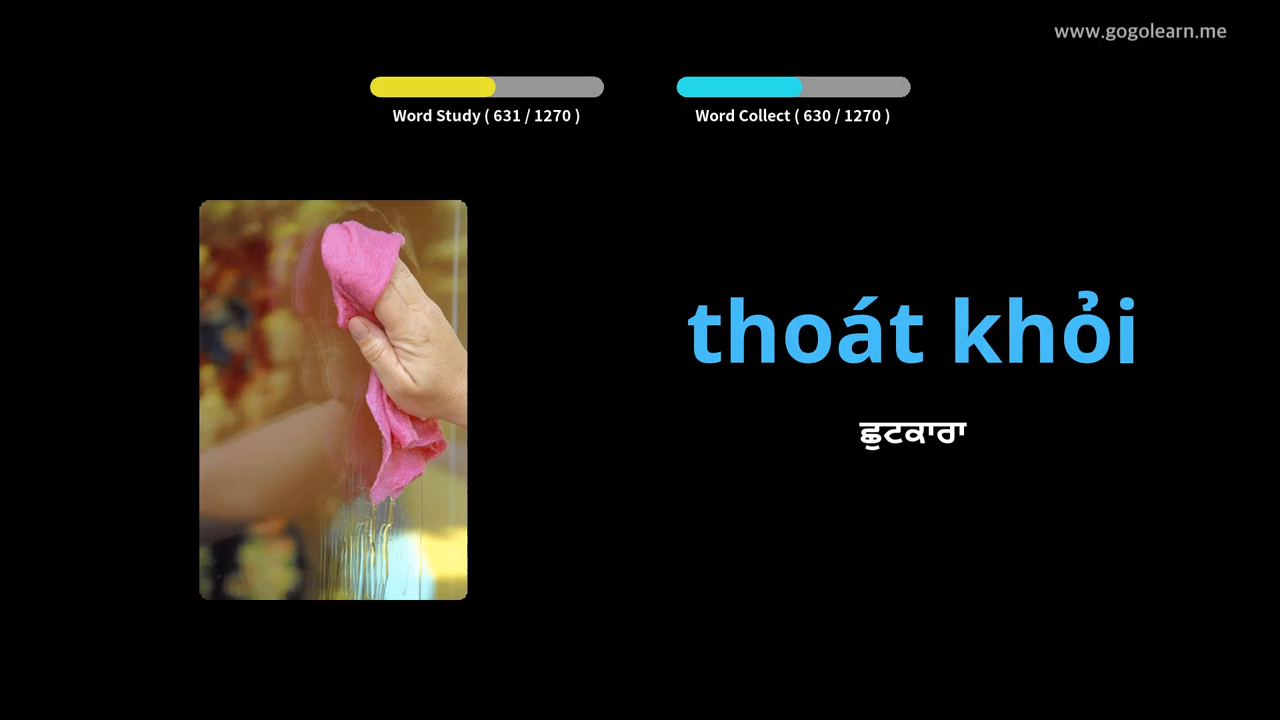 www.gogolearn.me
Word Study ( 631 / 1270 )
Word Collect ( 630 / 1270 )
thoát khỏi
ਛੁਟਕਾਰਾ